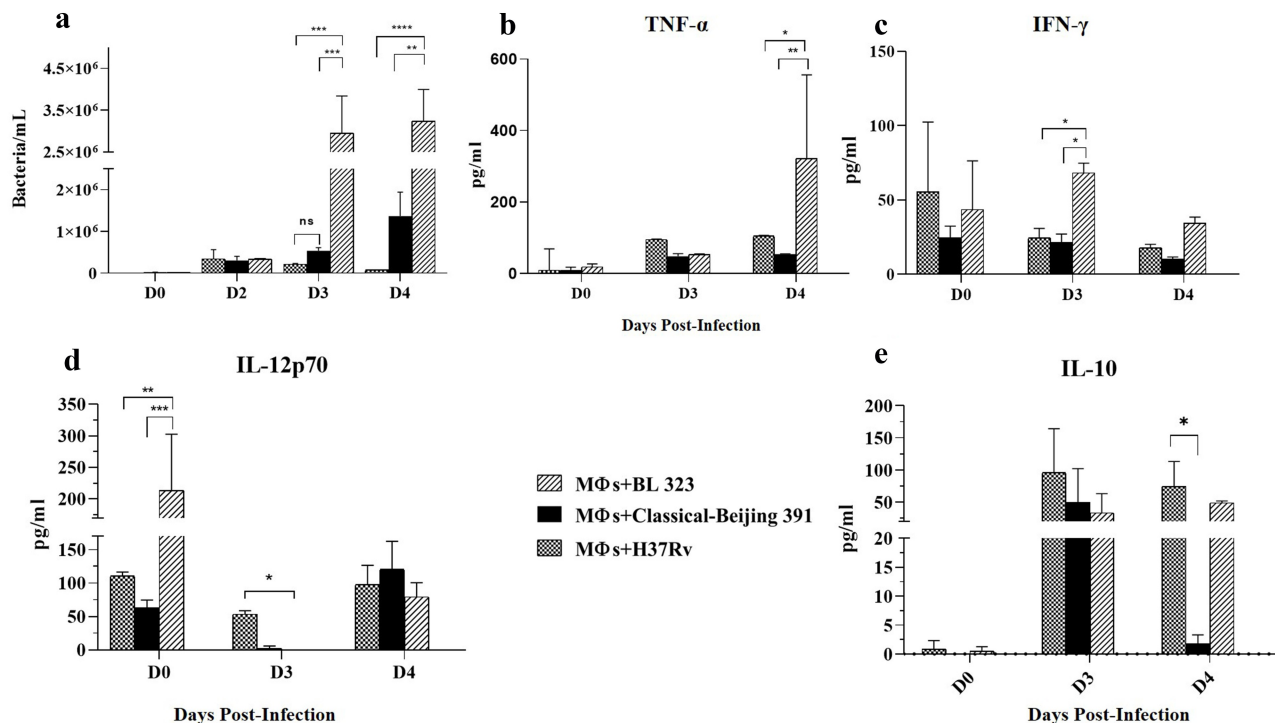 a
***
***
****
**
ns
4.5×10⁶
3.5×10⁶
2.5×10⁶
2×10⁶
1×10⁶
0
Bacteria/mL
D0 D2 D3 D4
b
TNF-α
*
**
600
400
200
0
pg/ml
D0 D3 D4
Days Post-Infection
c
IFN-γ
*
*
150
100
50
0
pg/ml
D0 D3 D4
d
IL-12p70
**
***
*
350
300
250
200
150
100
50
0
pg/ml
D0 D3 D4
Days Post-Infection
MΦs+BL 323
MΦs+Classical-Beijing 391
MΦs+H37Rv
e
IL-10
*
200
150
100
50
20
15
10
5
0
pg/ml
D0 D3 D4
Days Post-Infection